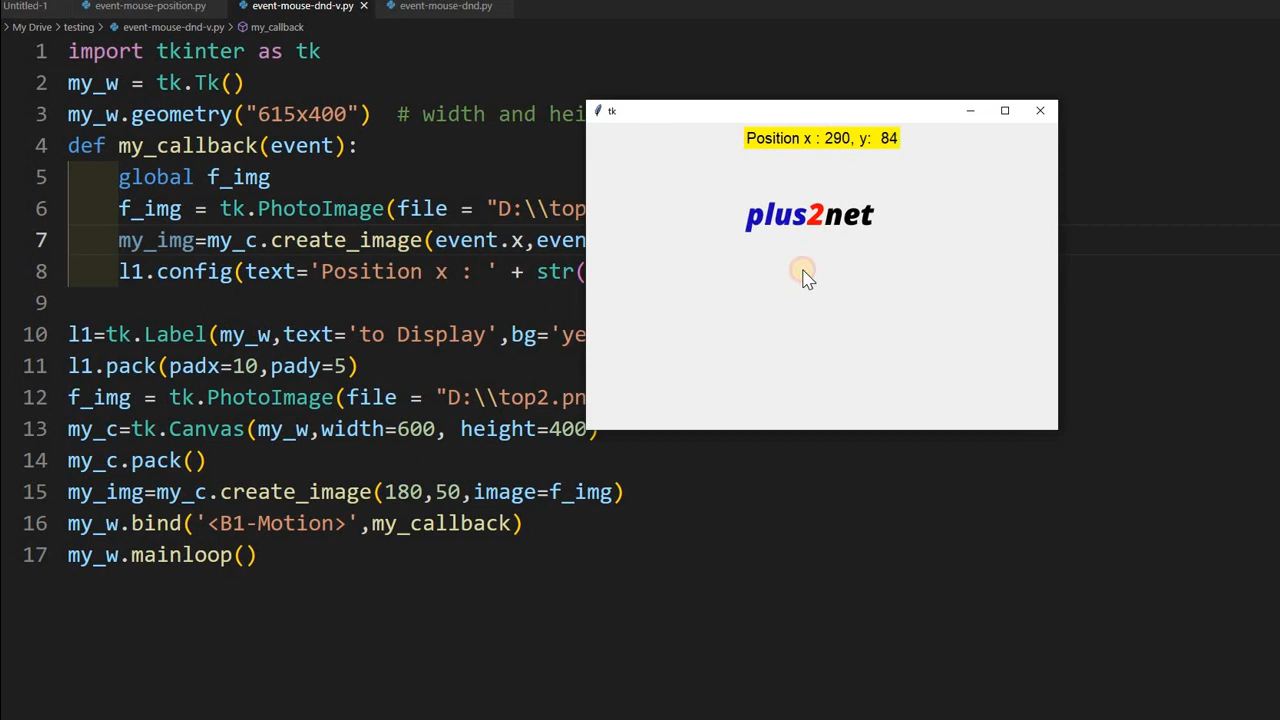 Untitled-1 event-mouse-position.py event-mouse-dnd-v.py event-mouse-dnd.py
> My Drive > testing > event-mouse-dnd-v.py > my_callback
1 import tkinter as tk
2 my_w = tk.Tk()
3 my_w.geometry("615x400")  # width and hei
4 def my_callback(event):
5 global f_img
6 f_img = tk.PhotoImage(file = "D:\\top
7 my_img=my_c.create_image(event.x,even
8 l1.config(text='Position x : ' + str(
9
10 l1=tk.Label(my_w,text='to Display',bg='ye
11 l1.pack(padx=10,pady=5)
12 f_img = tk.PhotoImage(file = "D:\\top2.pn
13 my_c=tk.Canvas(my_w,width=600, height=400)
14 my_c.pack()
15 my_img=my_c.create_image(180,50,image=f_img)
16 my_w.bind('<B1-Motion>',my_callback)
17 my_w.mainloop()
tk
Position x : 290, y:  84
plus2net